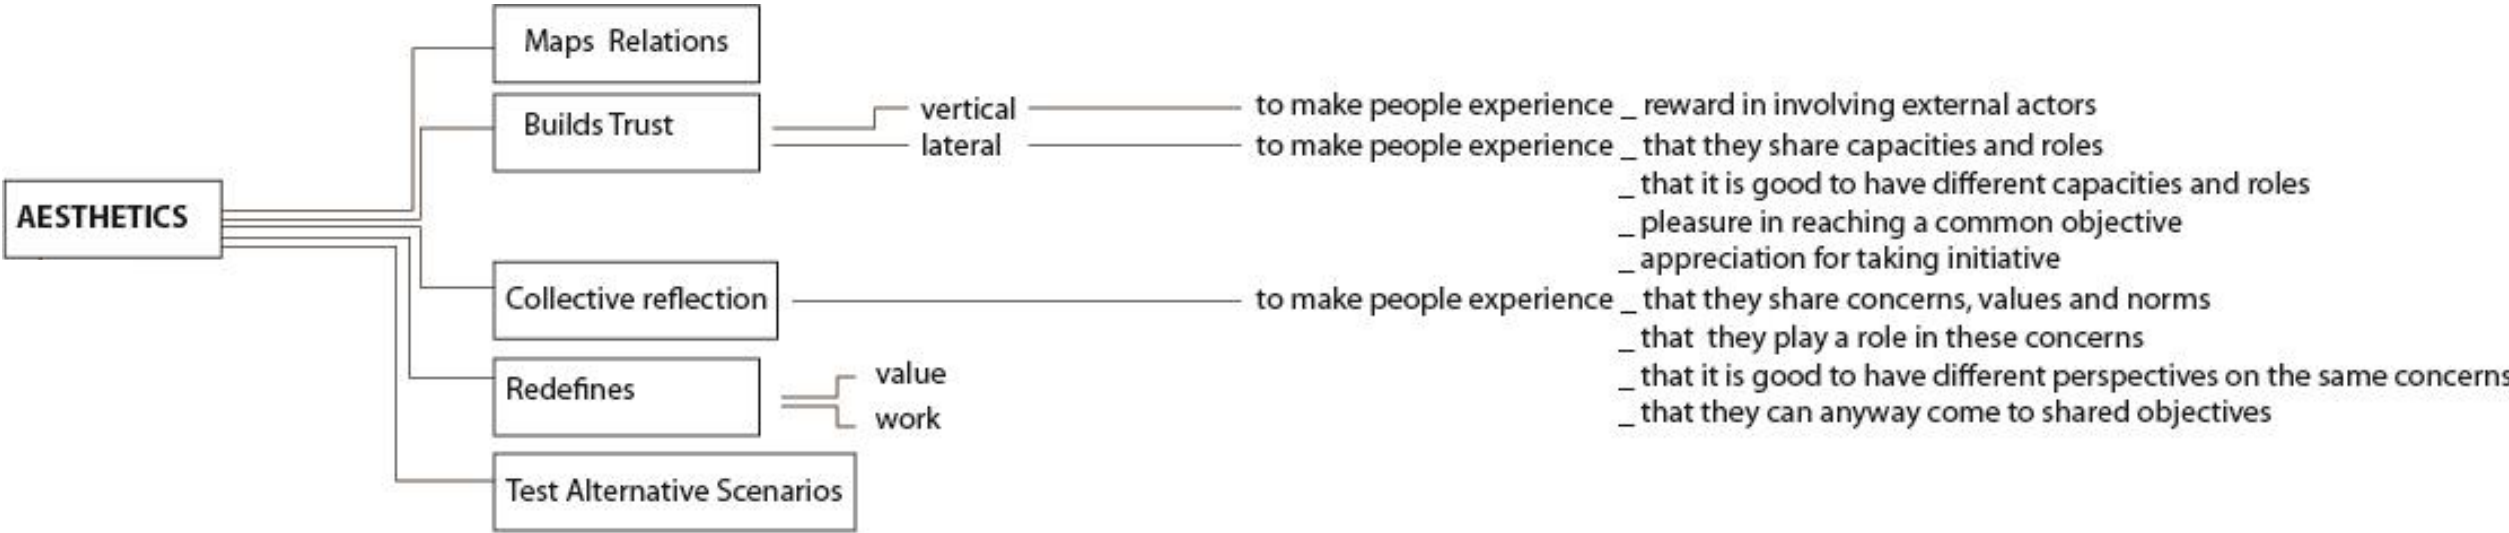 Maps Relations
Builds Trust
vertical
to make people experience _ reward in involving external actors
lateral
to make people experience _ that they share capacities and roles
_ that it is good to have different capacities and roles
AESTHETICS
_ pleasure in reaching a common objective
_ appreciation for taking initiative
Collective reflection
to make people experience _ that they share concerns, values and norms
_ that they play a role in these concerns
_ that it is good to have different perspectives on the same concerns
_ that they can anyway come to shared objectives
Redefines
value
work
Test Alternative Scenarios